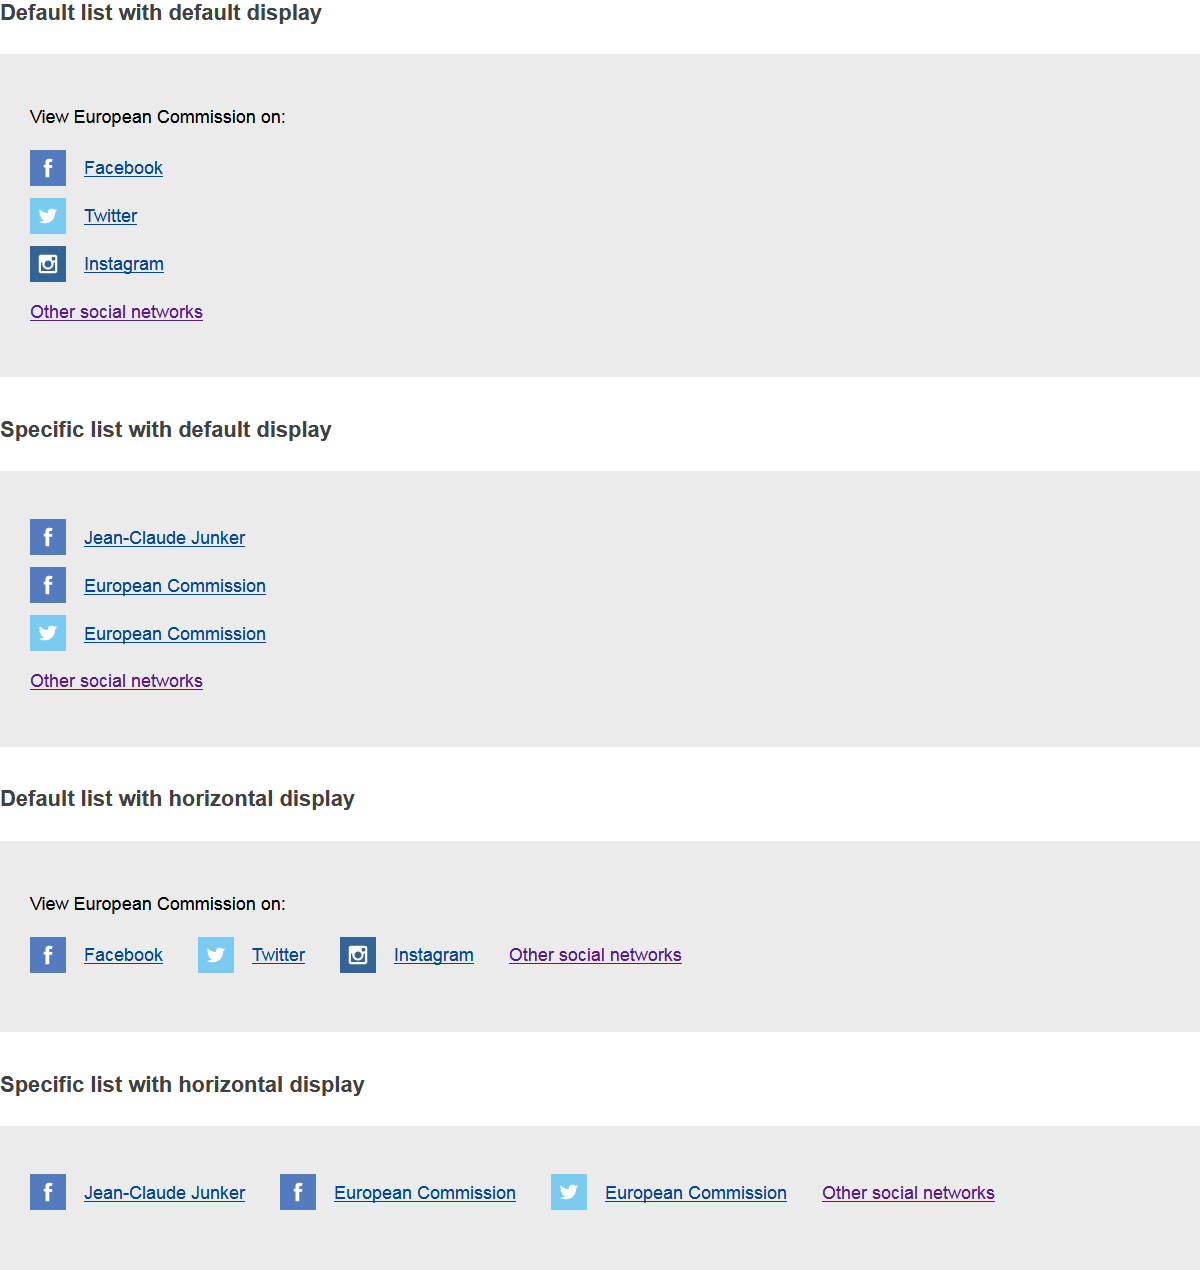 Default list with default display
View European Commission on:
Facebook
Twitter
Instagram
Other social networks
Specific list with default display
Jean-Claude Junker
European Commission
European Commission
Other social networks
Default list with horizontal display
View European Commission on:
Facebook Twitter Instagram Other social networks
Specific list with horizontal display
Jean-Claude Junker European Commission European Commission Other social networks